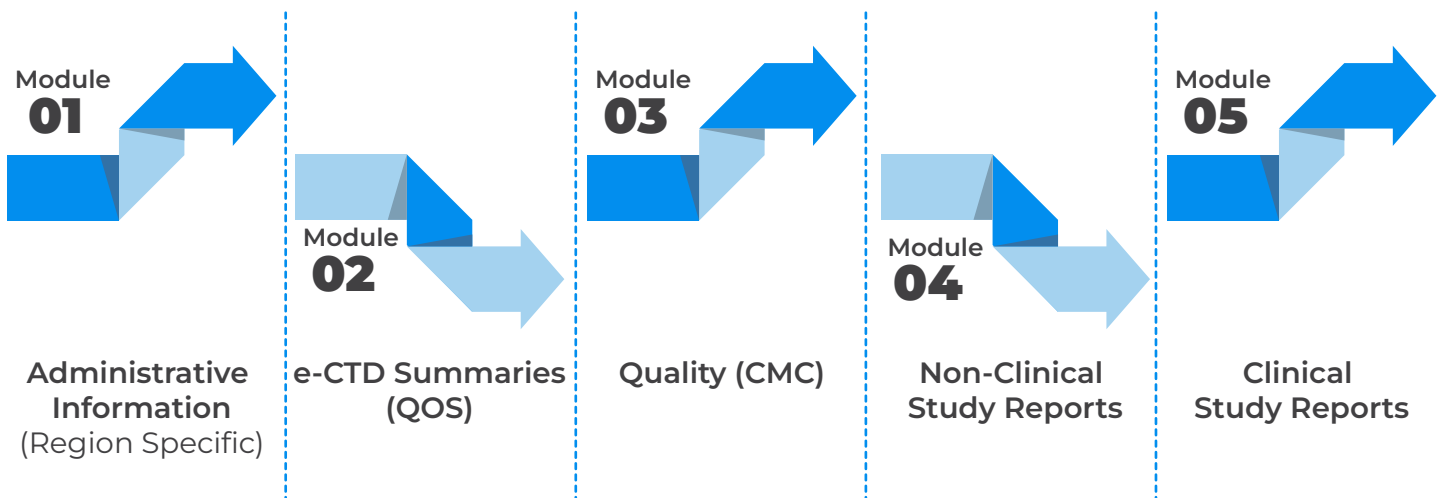 Module
01
Administrative
Information
(Region Specific)
Module
02
e-CTD Summaries
(QOS)
Module
03
Quality (CMC)
Module
04
Non-Clinical
Study Reports
Module
05
Clinical
Study Reports